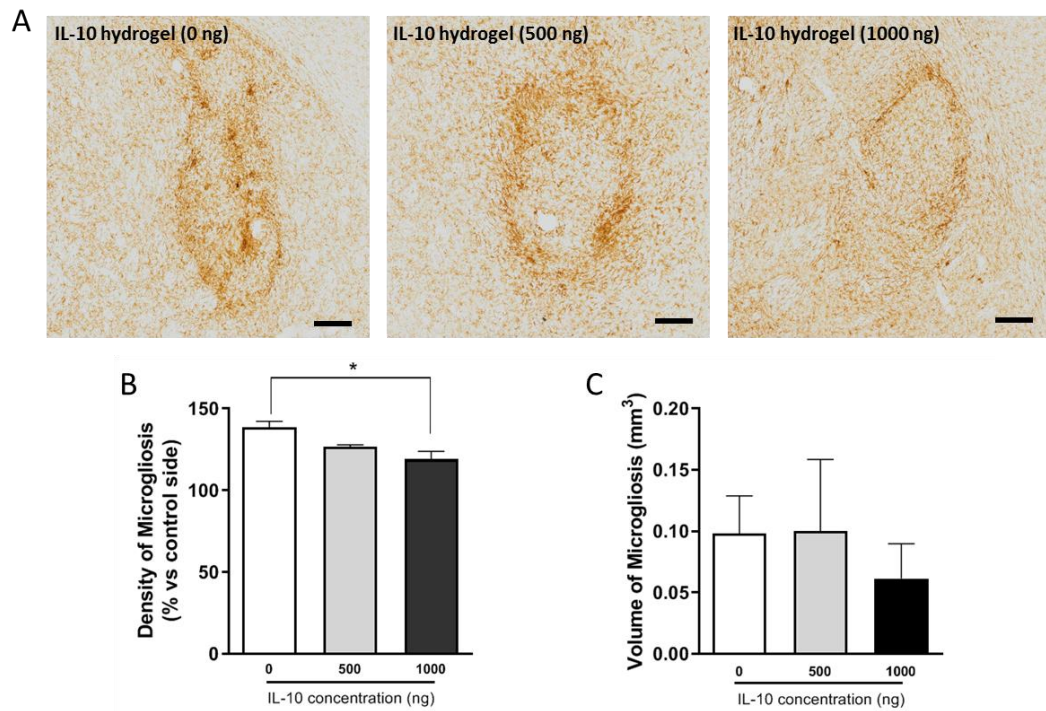 A
IL-10 hydrogel (0 ng)
IL-10 hydrogel (500 ng)
IL-10 hydrogel (1000 ng)
B
*
Density of Microgliosis
(% vs control side)
150
100
50
0
0
500
1000
IL-10 concentration (ng)
C
Volume of Microgliosis (mm³)
0.20
0.15
0.10
0.05
0.00
0
500
1000
IL-10 concentration (ng)